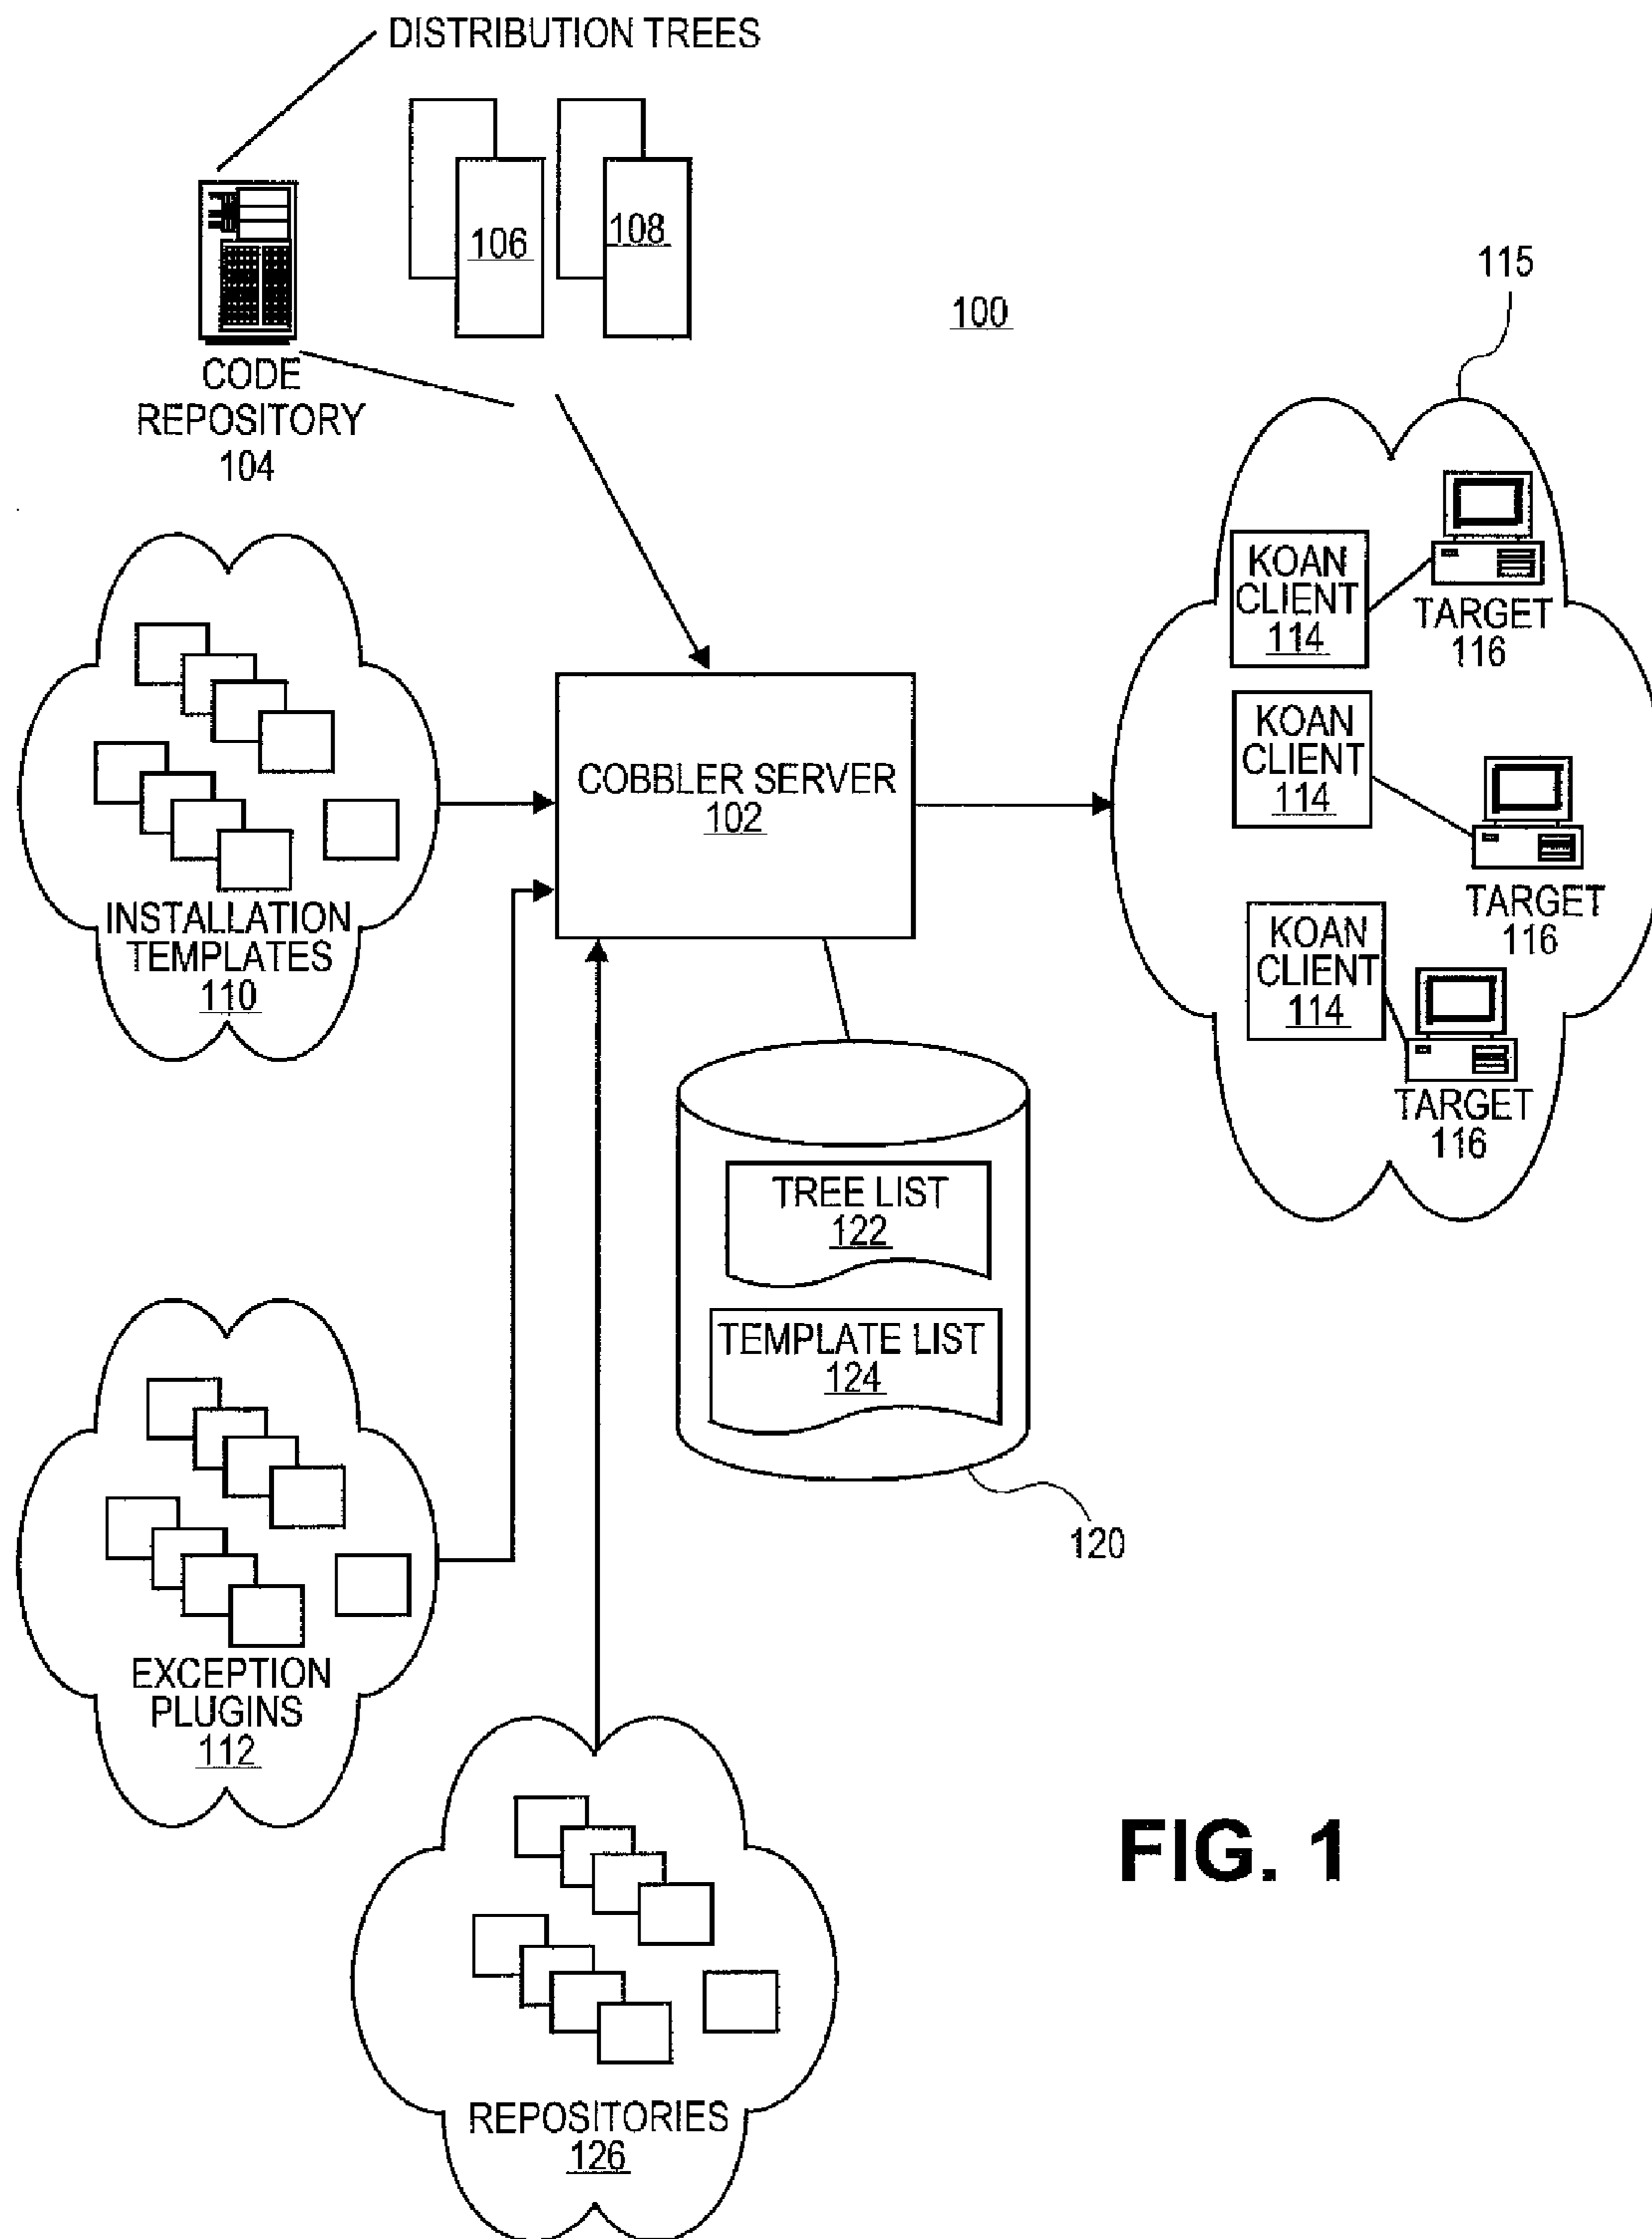 DISTRIBUTION TREES
106
108
CODE
REPOSITORY
104
100
115
KOAN
CLIENT
114
TARGET
116
KOAN
CLIENT
114
TARGET
116
KOAN
CLIENT
114
TARGET
116
INSTALLATION
TEMPLATES
110
COBBLER SERVER
102
TREE LIST
122
TEMPLATE LIST
124
120
EXCEPTION
PLUGINS
112
REPOSITORIES
126
FIG. 1